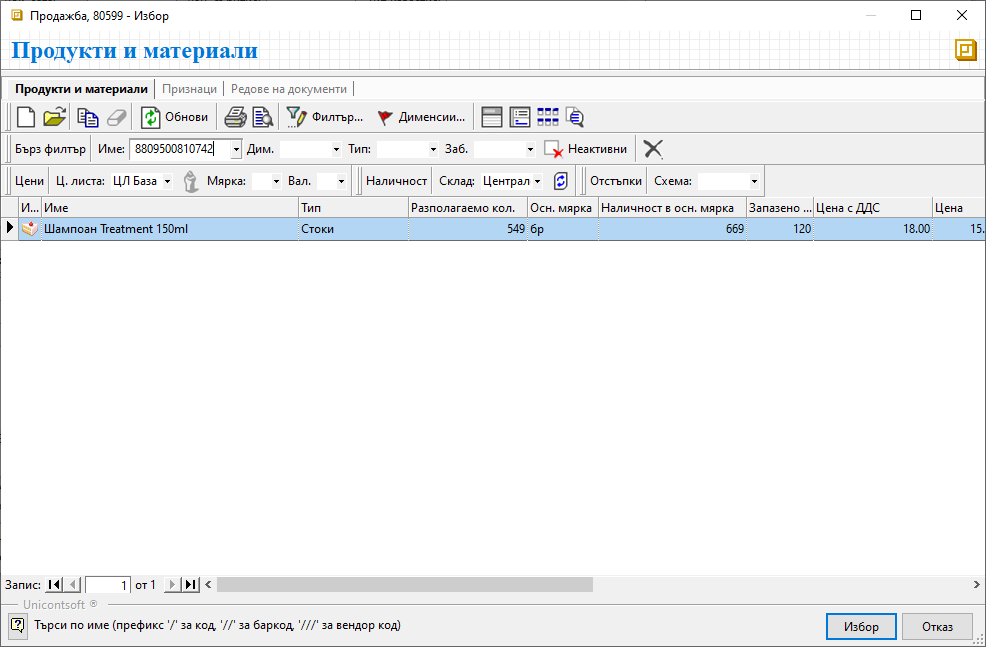 Продажба, 80599 - Избор
Продукти и материали
Продукти и материали Признаци Редове на документи
Обнови Филтър... Дименсии...
Бърз филтър Име: 8809500810742 Дим. Тип: Заб. Неактивни
Цени Ц. листа: ЦЛ База Мярка: Вал. Наличност Склад: Централ Отстъпки Схема:
И... Име Тип Разполагаемо кол. Осн. мярка Наличност в осн. мярка Запазено ... Цена с ДДС Цена
Шампоан Treatment 150ml Стоки 549 бр 669 120 18.00 15.
Запис: 1 от 1
Unicontsoft ®
Търси по име (префикс '/' за код, '//' за баркод, '///' за вендор код) Избор Отказ